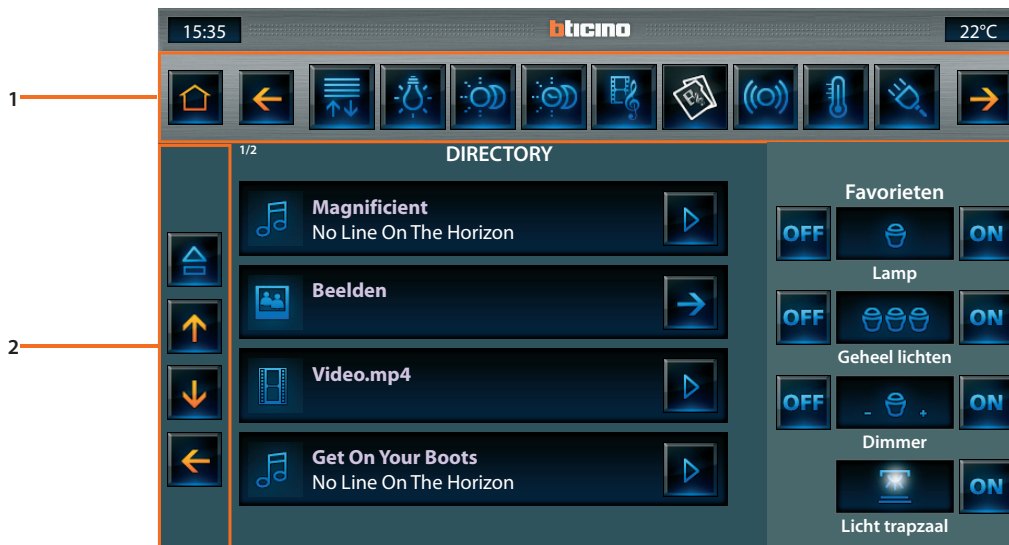 15:35
bticino
22°C
1
1/2
DIRECTORY
Magnificient
No Line On The Horizon
Beelden
Video.mp4
Get On Your Boots
No Line On The Horizon
2
Favorieten
OFF
ON
Lamp
OFF
ON
Geheel lichten
OFF
- +
ON
Dimmer
ON
Licht trapzaal